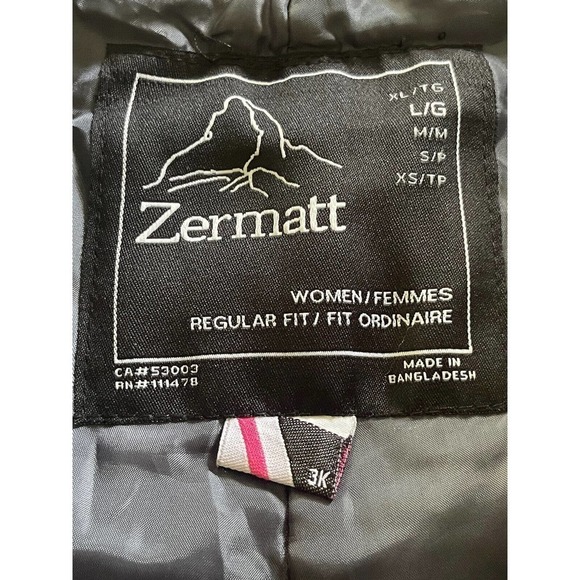 XL/TG
L/G
M/M
S/P
XS/TP
Zermatt
WOMEN/FEMMES
REGULAR FIT/ FIT ORDINAIRE
CA#53003
RN#111478
MADE IN
BANGLADESH
3K